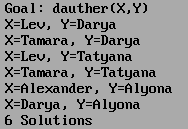 Goal: dauther(X,Y)
X=Lev, Y=Darya
X=Tamara, Y=Darya
X=Lev, Y=Tatyana
X=Tamara, Y=Tatyana
X=Alexander, Y=Alyona
X=Darya, Y=Alyona
6 Solutions